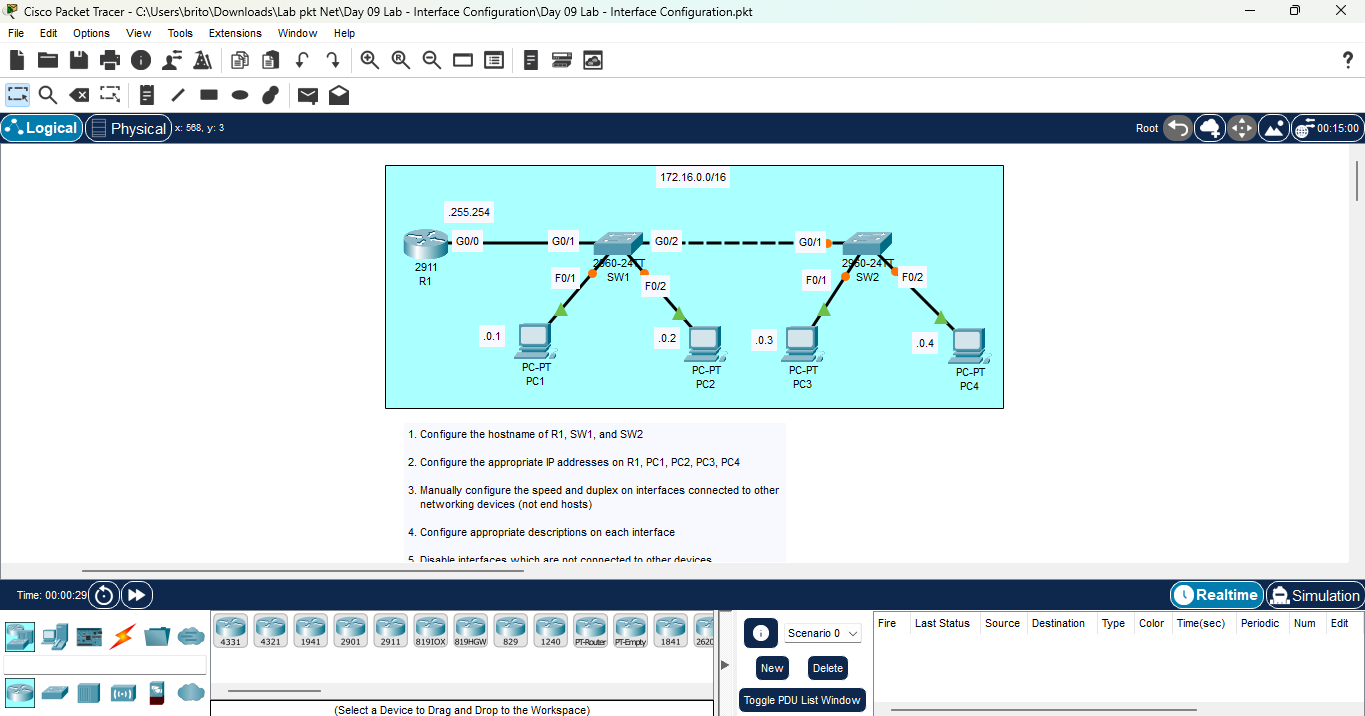 Cisco Packet Tracer - C:\Users\brito\Downloads\Lab pkt Net\Day 09 Lab - Interface Configuration\Day 09 Lab - Interface Configuration.pkt
File Edit Options View Tools Extensions Window Help
Logical Physical x: 568, y: 3 Root 00:15:00
172.16.0.0/16
.255.254
G0/0 G0/1 G0/2 G0/1
2911 2960-24TT 2960-24TT
R1 SW1 SW2
F0/1 F0/2 F0/1 F0/2
.0.1 .0.2 .0.3 .0.4
PC-PT PC-PT PC-PT PC-PT
PC1 PC2 PC3 PC4
1. Configure the hostname of R1, SW1, and SW2
2. Configure the appropriate IP addresses on R1, PC1, PC2, PC3, PC4
3. Manually configure the speed and duplex on interfaces connected to other
networking devices (not end hosts)
4. Configure appropriate descriptions on each interface
5. Disable interfaces which are not connected to other devices
Time: 00:00:29 Realtime Simulation
4331 4321 1941 2901 2911 819IOX 819HGW 829 1240 PT-Router PT-Empty 1841 2620
Scenario 0
New Delete
Toggle PDU List Window
Fire Last Status Source Destination Type Color Time(sec) Periodic Num Edit
(Select a Device to Drag and Drop to the Workspace)